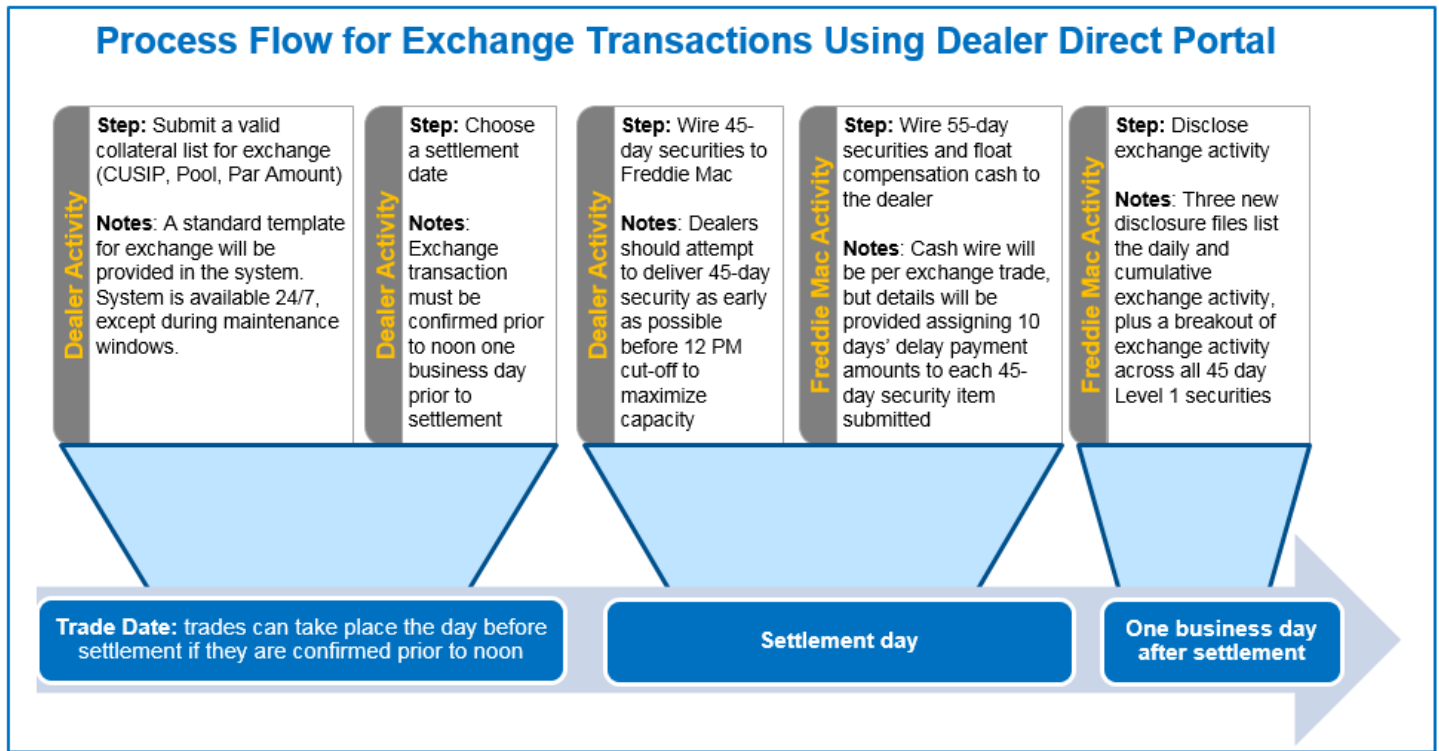 Process Flow for Exchange Transactions Using Dealer Direct Portal
Dealer Activity
Step: Submit a valid
collateral list for exchange
(CUSIP, Pool, Par Amount)
Notes: A standard template
for exchange will be
provided in the system.
System is available 24/7,
except during maintenance
windows.
Dealer Activity
Step: Choose
a settlement
date
Notes:
Exchange
transaction
must be
confirmed prior
to noon one
business day
prior to
settlement
Dealer Activity
Step: Wire 45-
day securities to
Freddie Mac
Notes: Dealers
should attempt
to deliver 45-day
security as early
as possible
before 12 PM
cut-off to
maximize
capacity
Freddie Mac Activity
Step: Wire 55-day
securities and float
compensation cash to
the dealer
Notes: Cash wire will
be per exchange trade,
but details will be
provided assigning 10
days’ delay payment
amounts to each 45-
day security item
submitted
Freddie Mac Activity
Step: Disclose
exchange activity
Notes: Three new
disclosure files list
the daily and
cumulative
exchange activity,
plus a breakout of
exchange activity
across all 45 day
Level 1 securities
Trade Date: trades can take place the day before
settlement if they are confirmed prior to noon
Settlement day
One business day
after settlement